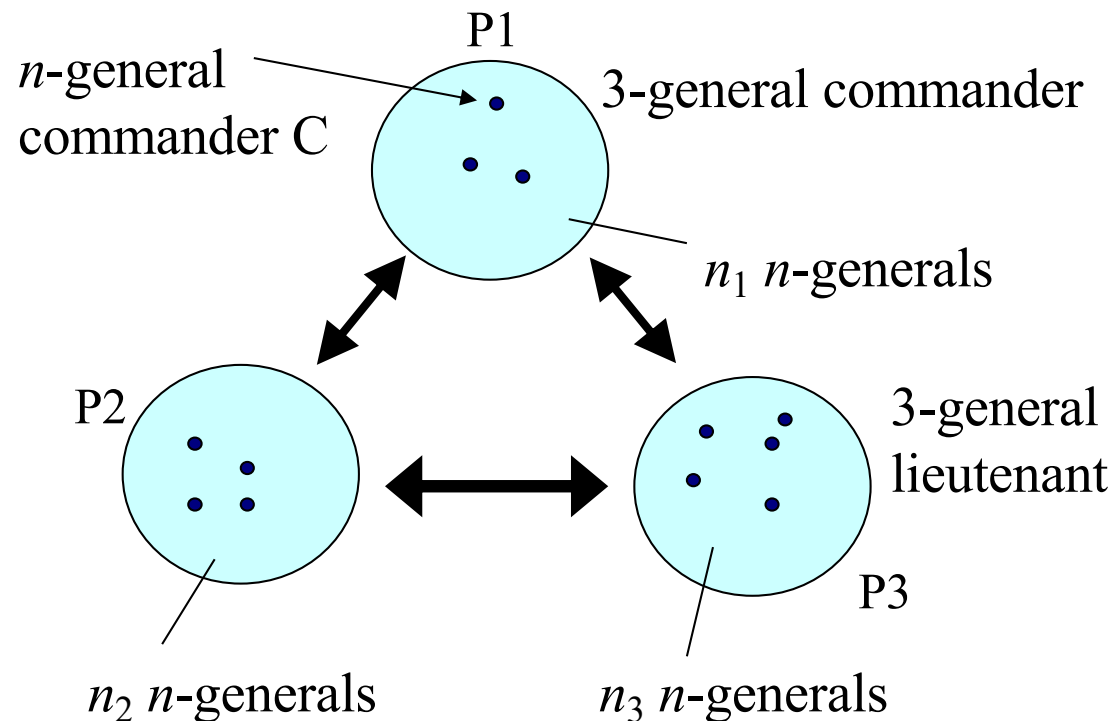 P1
n-general
commander C
3-general commander
n₁ n-generals
P2
3-general
lieutenant
P3
n₂ n-generals
n₃ n-generals